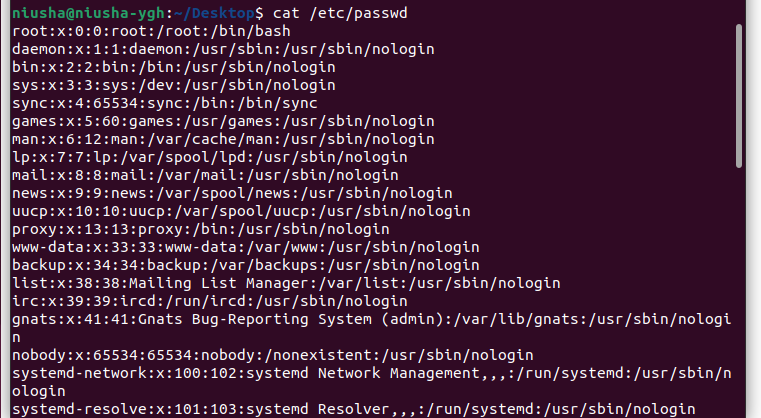 niusha@niusha-ygh:~/Desktop$ cat /etc/passwd
root:x:0:0:root:/root:/bin/bash
daemon:x:1:1:daemon:/usr/sbin:/usr/sbin/nologin
bin:x:2:2:bin:/bin:/usr/sbin/nologin
sys:x:3:3:sys:/dev:/usr/sbin/nologin
sync:x:4:65534:sync:/bin:/bin/sync
games:x:5:60:games:/usr/games:/usr/sbin/nologin
man:x:6:12:man:/var/cache/man:/usr/sbin/nologin
lp:x:7:7:lp:/var/spool/lpd:/usr/sbin/nologin
mail:x:8:8:mail:/var/mail:/usr/sbin/nologin
news:x:9:9:news:/var/spool/news:/usr/sbin/nologin
uucp:x:10:10:uucp:/var/spool/uucp:/usr/sbin/nologin
proxy:x:13:13:proxy:/bin:/usr/sbin/nologin
www-data:x:33:33:www-data:/var/www:/usr/sbin/nologin
backup:x:34:34:backup:/var/backups:/usr/sbin/nologin
list:x:38:38:Mailing List Manager:/var/list:/usr/sbin/nologin
irc:x:39:39:ircd:/run/ircd:/usr/sbin/nologin
gnats:x:41:41:Gnats Bug-Reporting System (admin):/var/lib/gnats:/usr/sbin/nologi
n
nobody:x:65534:65534:nobody:/nonexistent:/usr/sbin/nologin
systemd-network:x:100:102:systemd Network Management,,,:/run/systemd:/usr/sbin/n
ologin
systemd-resolve:x:101:103:systemd Resolver,,,:/run/systemd:/usr/sbin/nologin